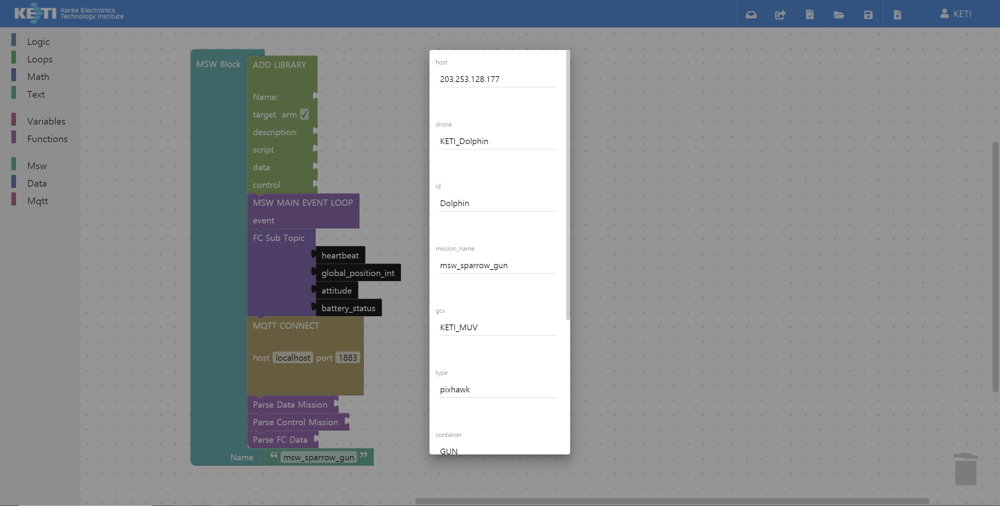 KETI Korea Electronics
Technology Institute
KETI
Logic
Loops
Math
Text
Variables
Functions
Msw
Data
Mqtt
MSW Block
ADD LIBRARY
Name:
target arm ✓
description:
script
data
control
MSW MAIN EVENT LOOP
event
FC Sub Topic
heartbeat
global_position_int
attitude
battery_status
MQTT CONNECT
host localhost port 1883
Parse Data Mission
Parse Control Mission
Parse FC Data
Name “ msw_sparrow_gun ”
host
203.253.128.177
drone
KETI_Dolphin
id
Dolphin
mission_name
msw_sparrow_gun
gcs
KETI_MUV
type
pixhawk
container
GUN